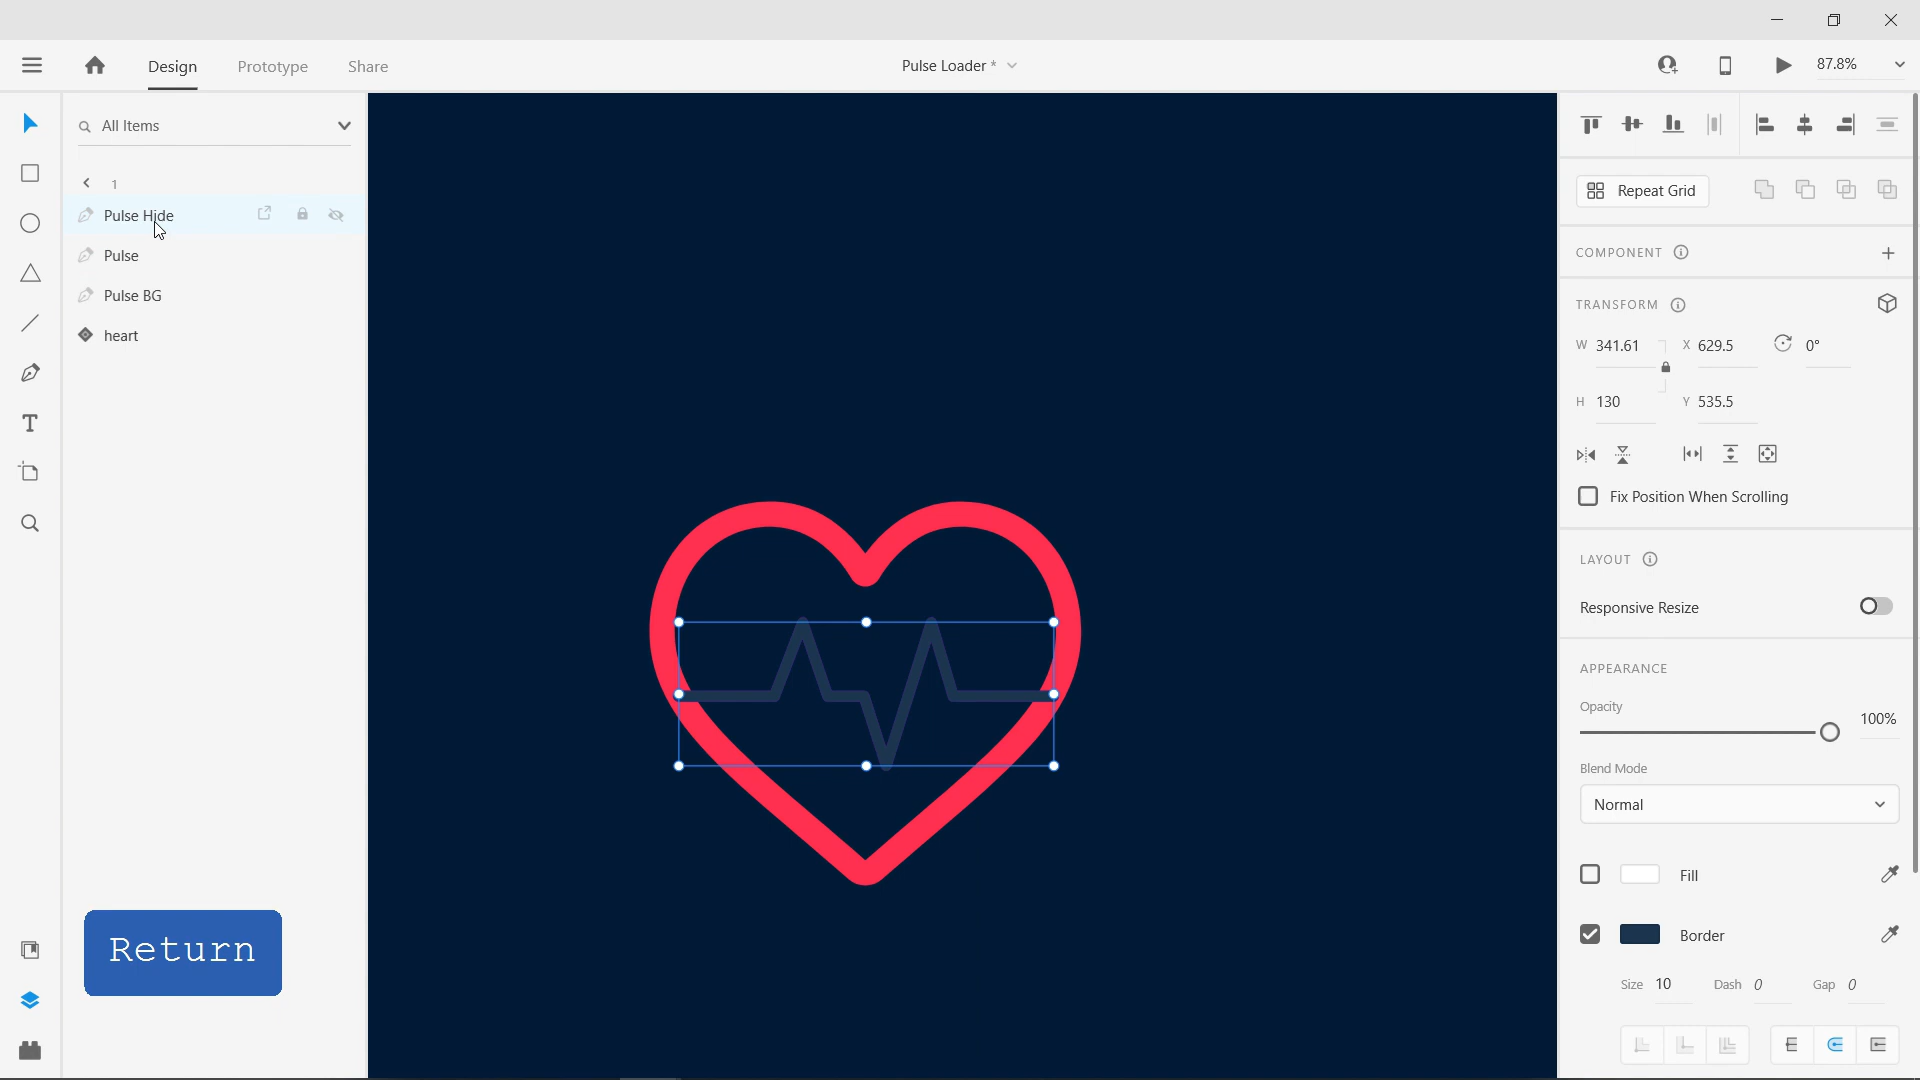 Design
Prototype
Share
Pulse Loader *
87.8%
All Items
1
Pulse Hide
Pulse
Pulse BG
heart
Return
Repeat Grid
COMPONENT
TRANSFORM
W 341.61
X 629.5
0°
H 130
Y 535.5
Fix Position When Scrolling
LAYOUT
Responsive Resize
APPEARANCE
Opacity
100%
Blend Mode
Normal
Fill
Border
Size 10
Dash 0
Gap 0